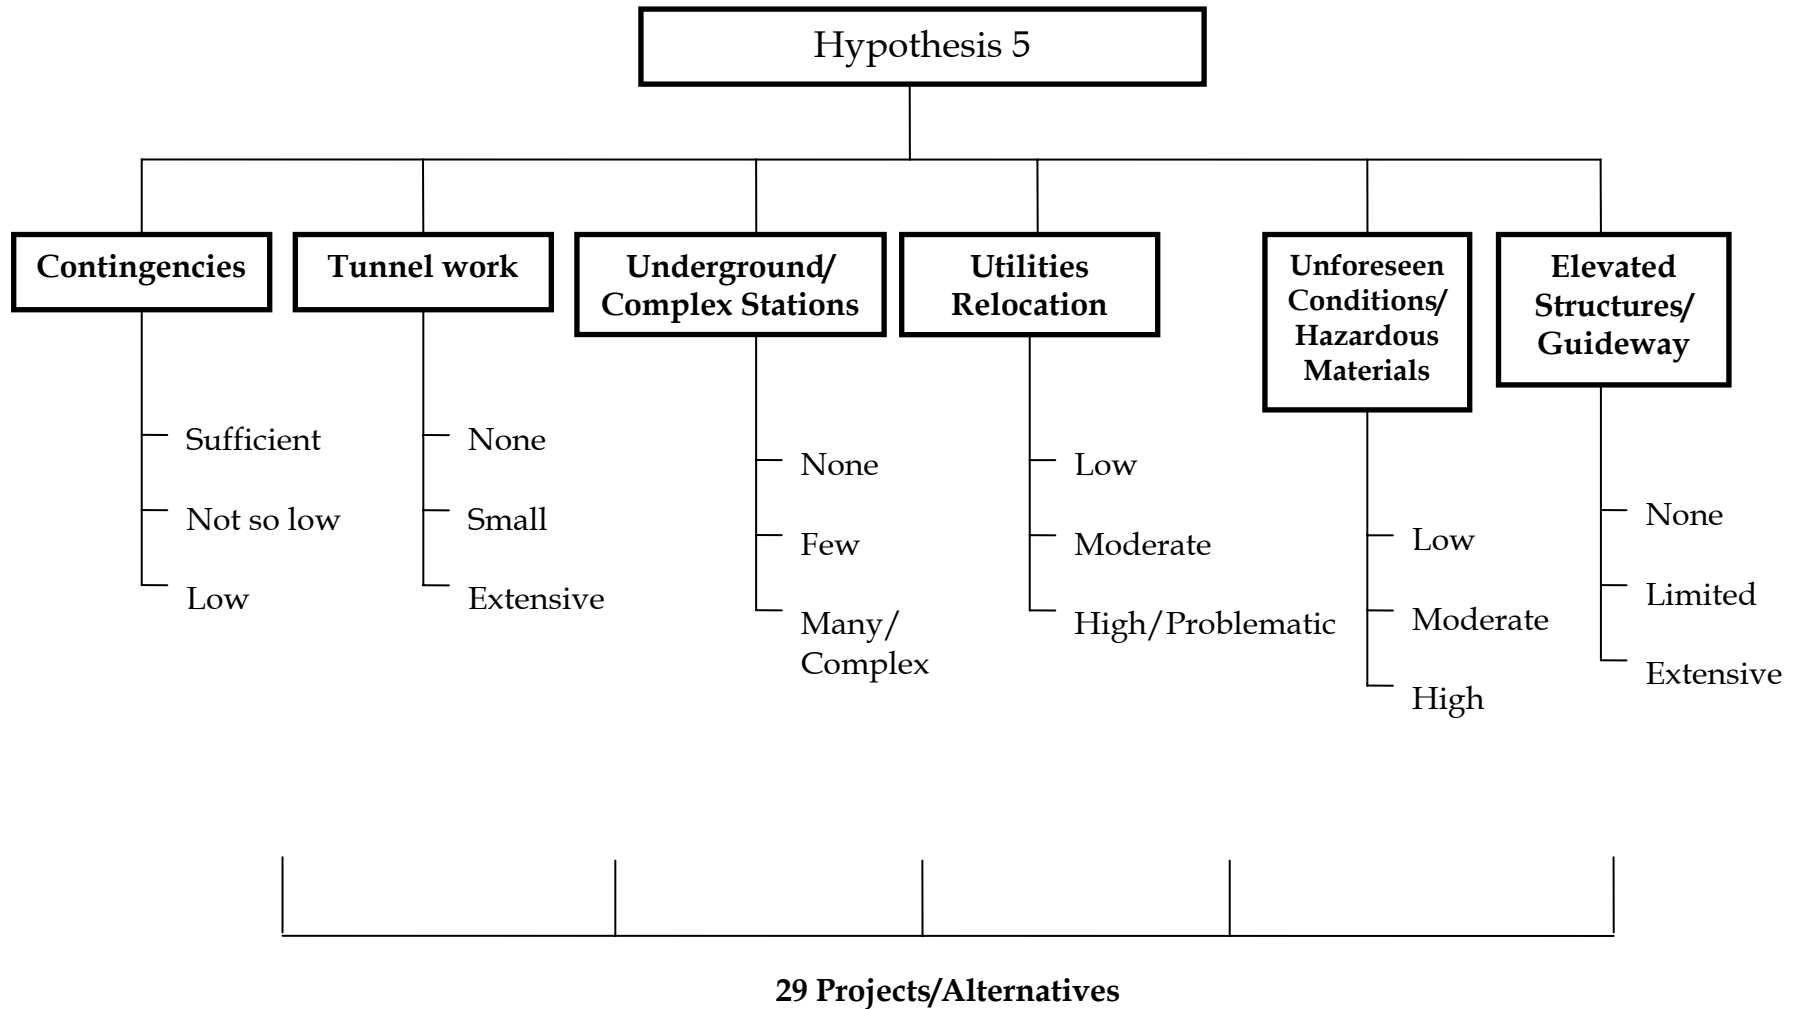 Hypothesis 5
Contingencies
Sufficient
Not so low
Low
Tunnel work
None
Small
Extensive
Underground/
Complex Stations
None
Few
Many/
Complex
Utilities
Relocation
Low
Moderate
High/Problematic
Unforeseen
Conditions/
Hazardous
Materials
Low
Moderate
High
Elevated
Structures/
Guideway
None
Limited
Extensive
29 Projects/Alternatives